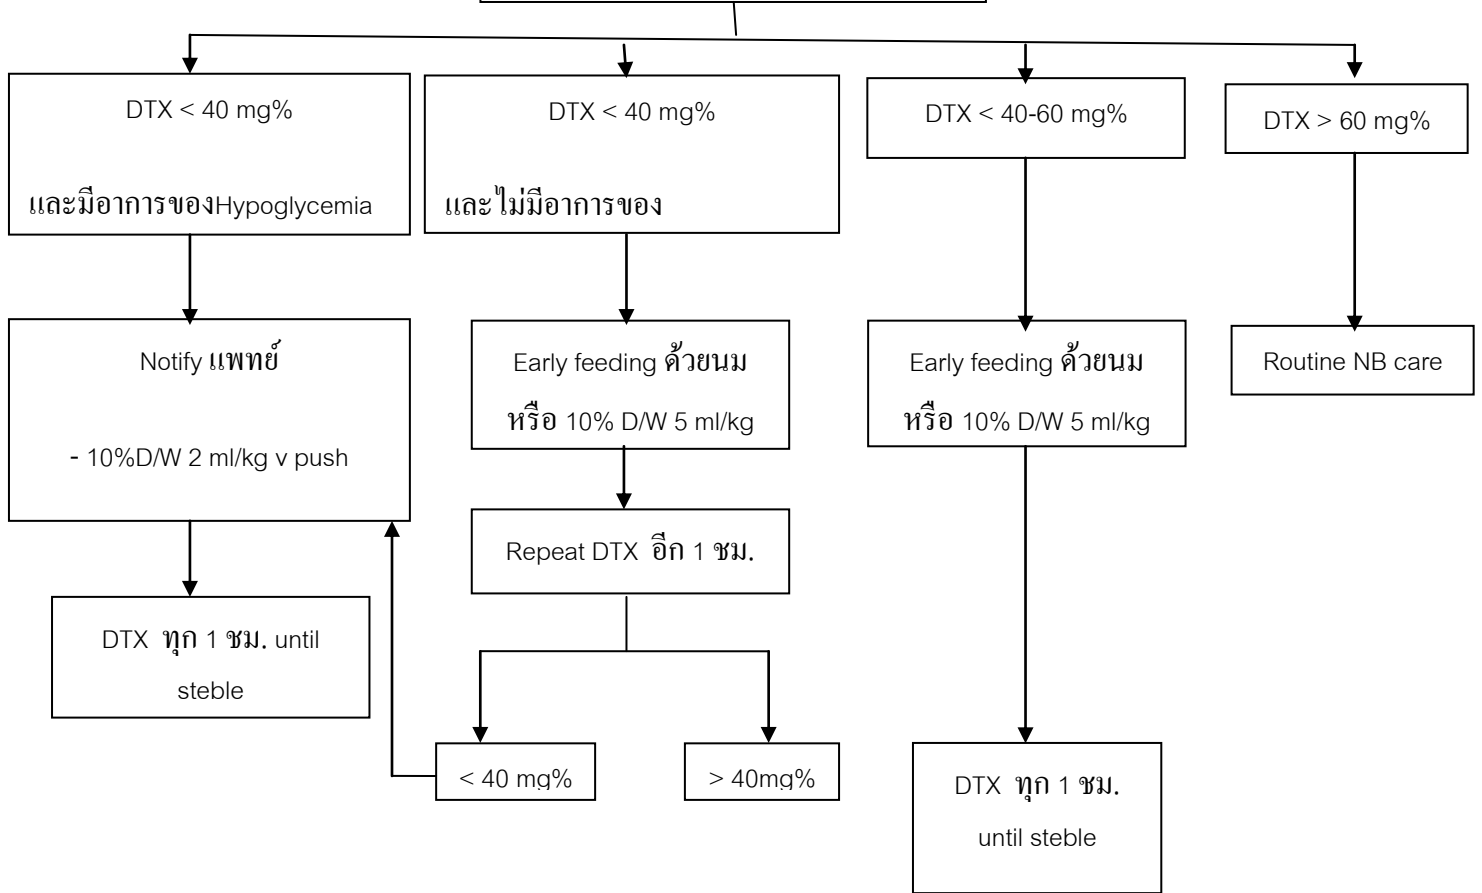 DTX < 40 mg%
และมีอาการของHypoglycemia
DTX < 40 mg%
และไม่มีอาการของ
DTX < 40-60 mg%
DTX > 60 mg%
Notify แพทย์
- 10%D/W 2 ml/kg v push
Early feeding ด้วยนม
หรือ 10% D/W 5 ml/kg
Early feeding ด้วยนม
หรือ 10% D/W 5 ml/kg
Routine NB care
Repeat DTX อีก 1 ชม.
DTX ทุก 1 ชม. until
steble
< 40 mg%
> 40mg%
DTX ทุก 1 ชม.
until steble